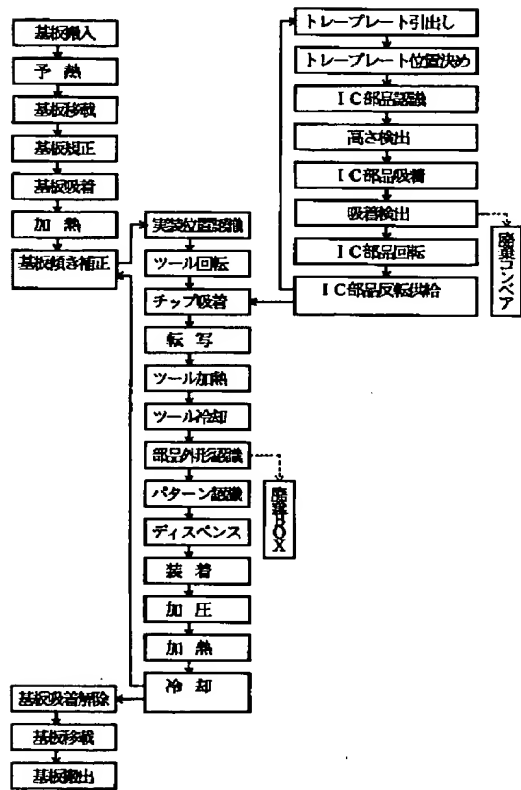 基板搬入
予熱
基板移載
基板規正
基板吸着
加熱
基板傾き補正
実装位置認識
ツール回転
チップ吸着
転写
ツール加熱
ツール冷却
部品外形認識
パターン認識
ディスペンス
装着
加圧
加熱
冷却
基板吸着解除
基板移載
基板搬出
トレープレート引出し
トレープレート位置決め
IC部品認識
高さ検出
IC部品吸着
吸着検出
IC部品回転
IC部品反転供給
廃棄コンベア
廃棄BOX